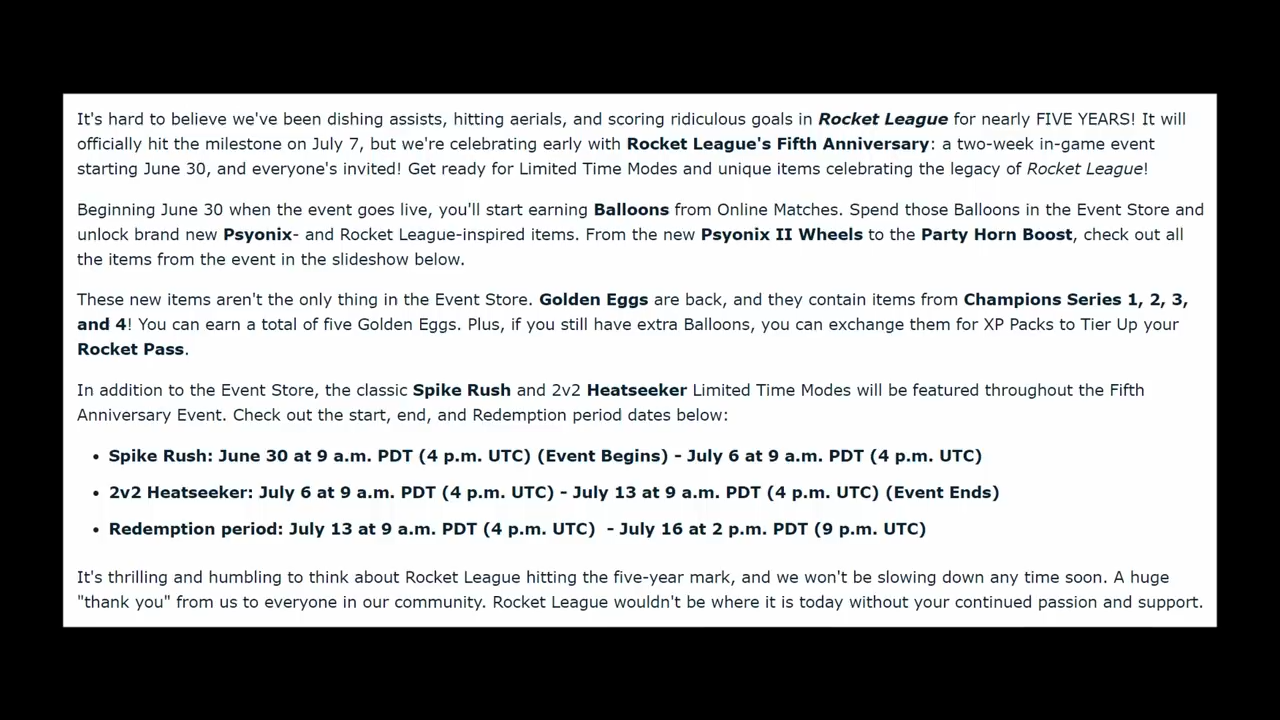 It's hard to believe we've been dishing assists, hitting aerials, and scoring ridiculous goals in Rocket League for nearly FIVE YEARS! It will
officially hit the milestone on July 7, but we're celebrating early with Rocket League's Fifth Anniversary: a two-week in-game event
starting June 30, and everyone's invited! Get ready for Limited Time Modes and unique items celebrating the legacy of Rocket League!
Beginning June 30 when the event goes live, you'll start earning Balloons from Online Matches. Spend those Balloons in the Event Store and
unlock brand new Psyonix- and Rocket League-inspired items. From the new Psyonix II Wheels to the Party Horn Boost, check out all
the items from the event in the slideshow below.
These new items aren't the only thing in the Event Store. Golden Eggs are back, and they contain items from Champions Series 1, 2, 3,
and 4! You can earn a total of five Golden Eggs. Plus, if you still have extra Balloons, you can exchange them for XP Packs to Tier Up your
Rocket Pass.
In addition to the Event Store, the classic Spike Rush and 2v2 Heatseeker Limited Time Modes will be featured throughout the Fifth
Anniversary Event. Check out the start, end, and Redemption period dates below:
• Spike Rush: June 30 at 9 a.m. PDT (4 p.m. UTC) (Event Begins) - July 6 at 9 a.m. PDT (4 p.m. UTC)
• 2v2 Heatseeker: July 6 at 9 a.m. PDT (4 p.m. UTC) - July 13 at 9 a.m. PDT (4 p.m. UTC) (Event Ends)
• Redemption period: July 13 at 9 a.m. PDT (4 p.m. UTC) - July 16 at 2 p.m. PDT (9 p.m. UTC)
It's thrilling and humbling to think about Rocket League hitting the five-year mark, and we won't be slowing down any time soon. A huge
"thank you" from us to everyone in our community. Rocket League wouldn't be where it is today without your continued passion and support.